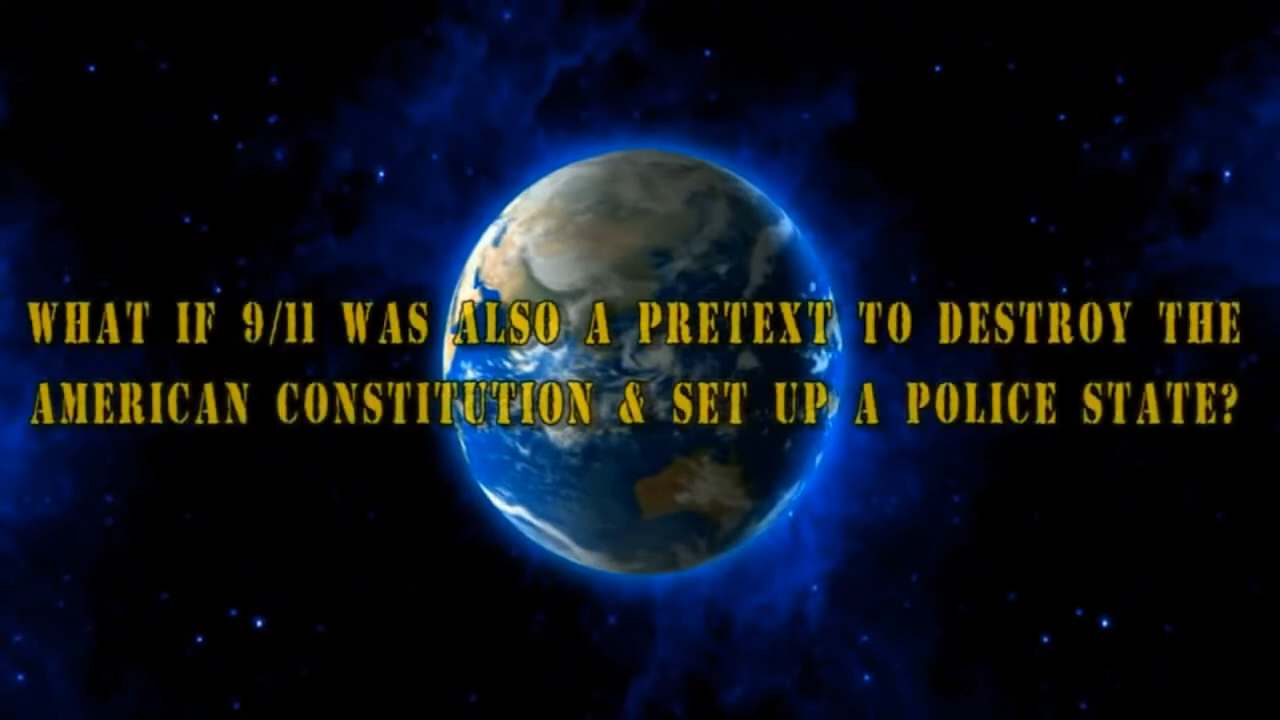 WHAT IF 9/11 WAS ALSO A PRETEXT TO DESTROY THE
AMERICAN CONSTITUTION & SET UP A POLICE STATE?